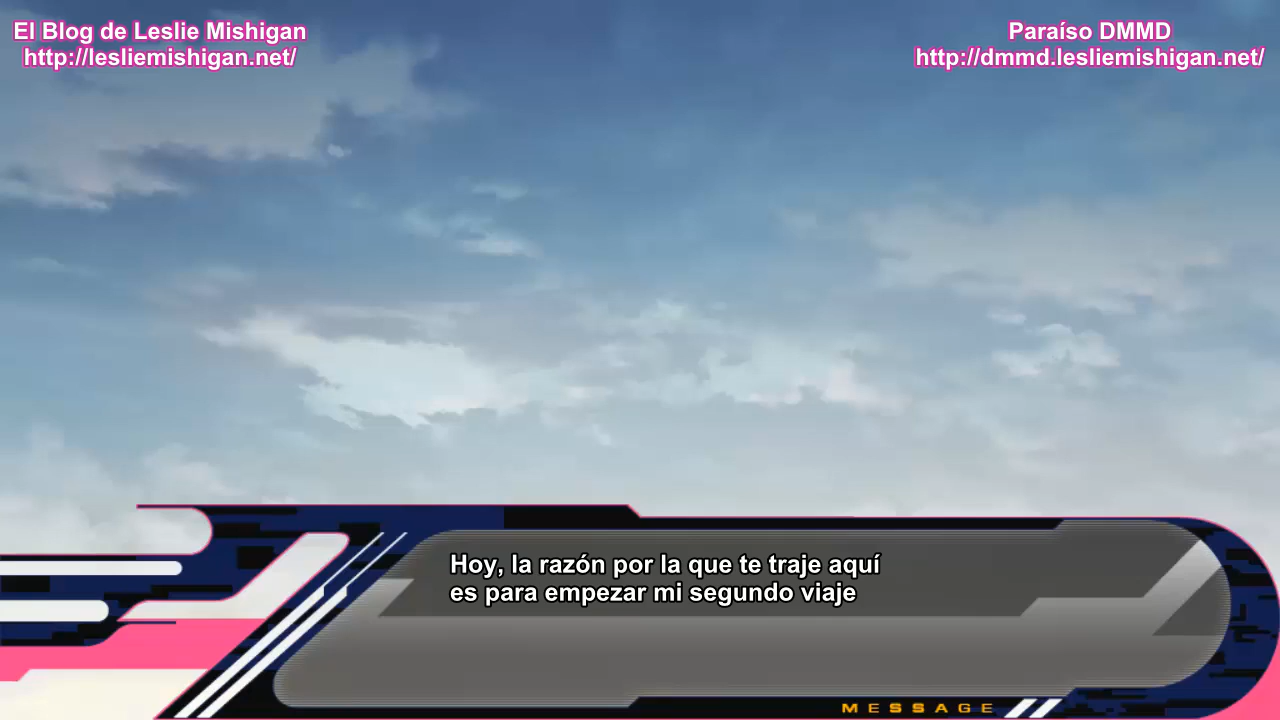 El Blog de Leslie Mishigan
http://lesliemishigan.net/
Paraíso DMMD
http://dmmd.lesliemishigan.net/
Hoy, la razón por la que te traje aquí
es para empezar mi segundo viaje
MESSAGE